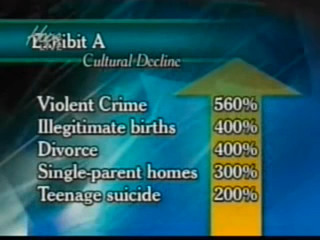 Exhibit A
Cultural Decline
Violent Crime 560%
Illegitimate births 400%
Divorce 400%
Single-parent homes 300%
Teenage suicide 200%